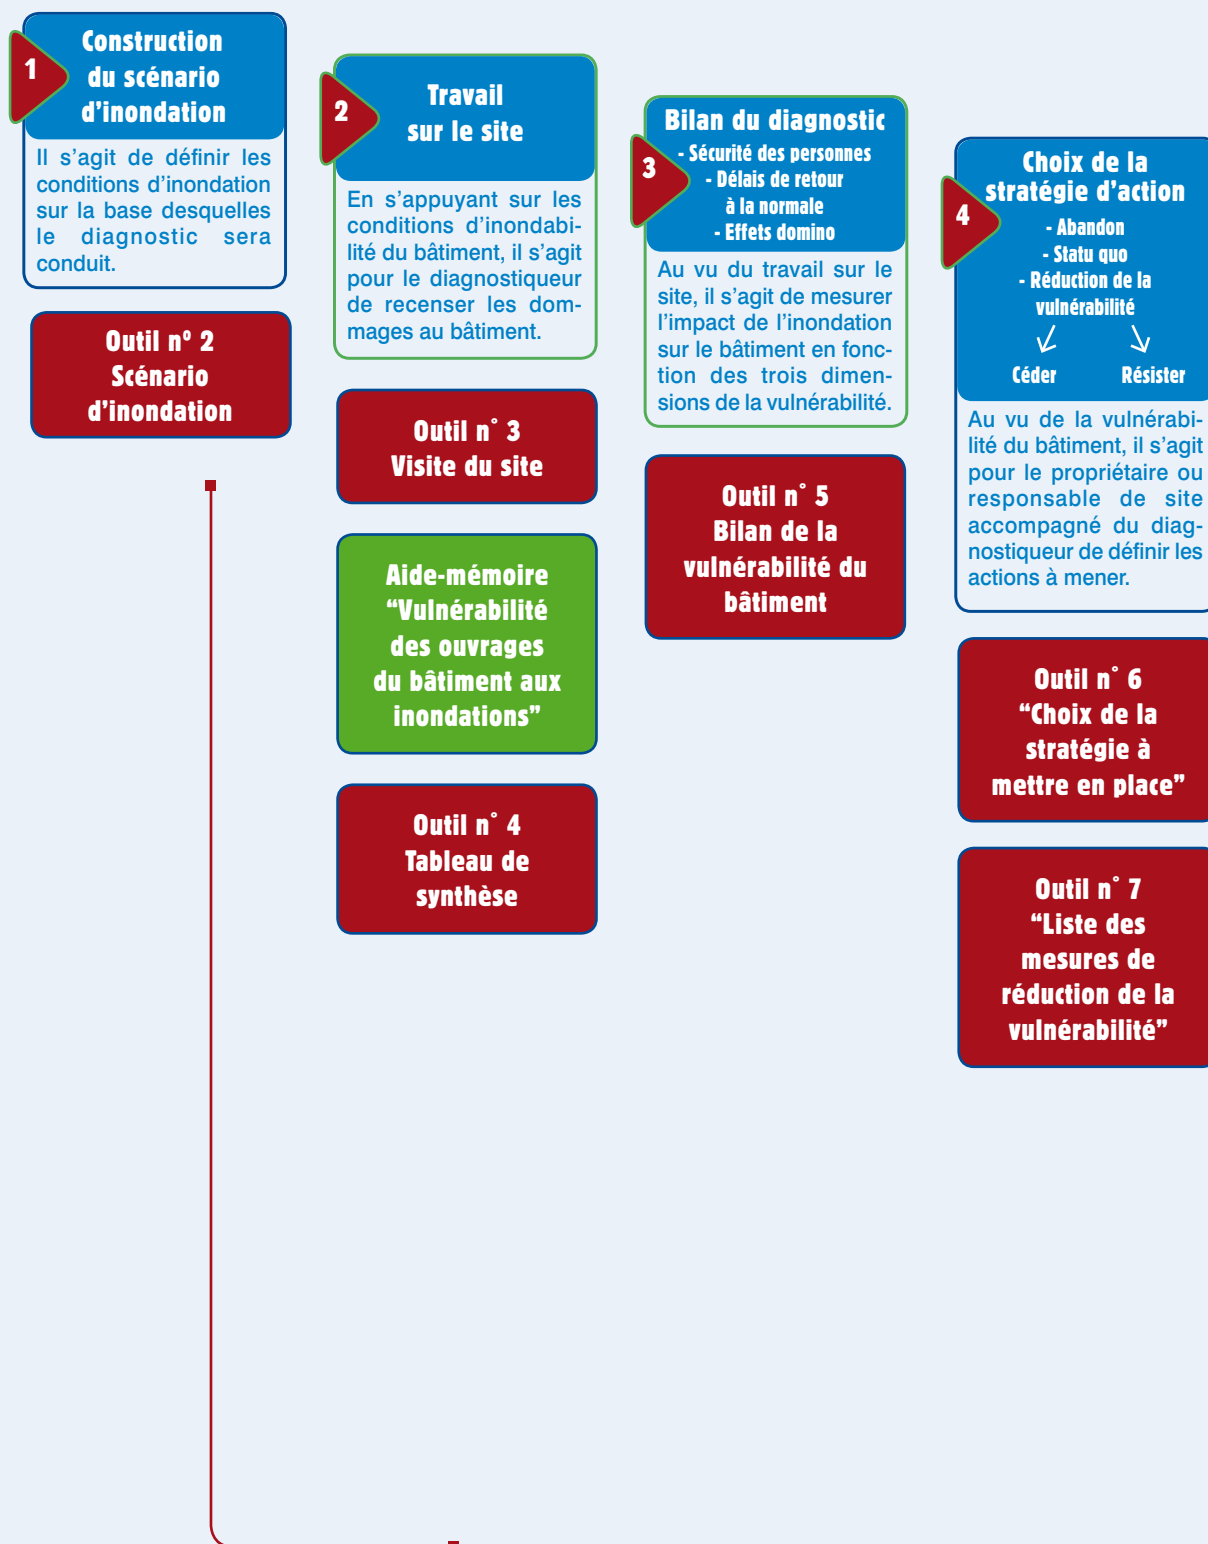 1
Construction
du scénario
d'inondation
Il s'agit de définir les
conditions d'inondation
sur la base desquelles
le diagnostic sera
conduit.
Outil nº 2
Scénario
d'inondation
2
Travail
sur le site
En s'appuyant sur les
conditions d'inondabi-
lité du bâtiment, il s'agit
pour le diagnostiqueur
de recenser les dom-
mages au bâtiment.
Outil n° 3
Visite du site
Aide-mémoire
“Vulnérabilité
des ouvrages
du bâtiment aux
inondations”
Outil n° 4
Tableau de
synthèse
3
Bilan du diagnostic
- Sécurité des personnes
- Délais de retour
à la normale
- Effets domino
Au vu du travail sur le
site, il s'agit de mesurer
l'impact de l'inondation
sur le bâtiment en fonc-
tion des trois dimen-
sions de la vulnérabilité.
Outil n° 5
Bilan de la
vulnérabilité du
bâtiment
4
Choix de la
stratégie d'action
- Abandon
- Statu quo
- Réduction de la
vulnérabilité
Céder Résister
Au vu de la vulnérabi-
lité du bâtiment, il s'agit
pour le propriétaire ou
responsable de site
accompagné du diag-
nostiqueur de définir les
actions à mener.
Outil n° 6
“Choix de la
stratégie à
mettre en place”
Outil n° 7
“Liste des
mesures de
réduction de la
vulnérabilité”